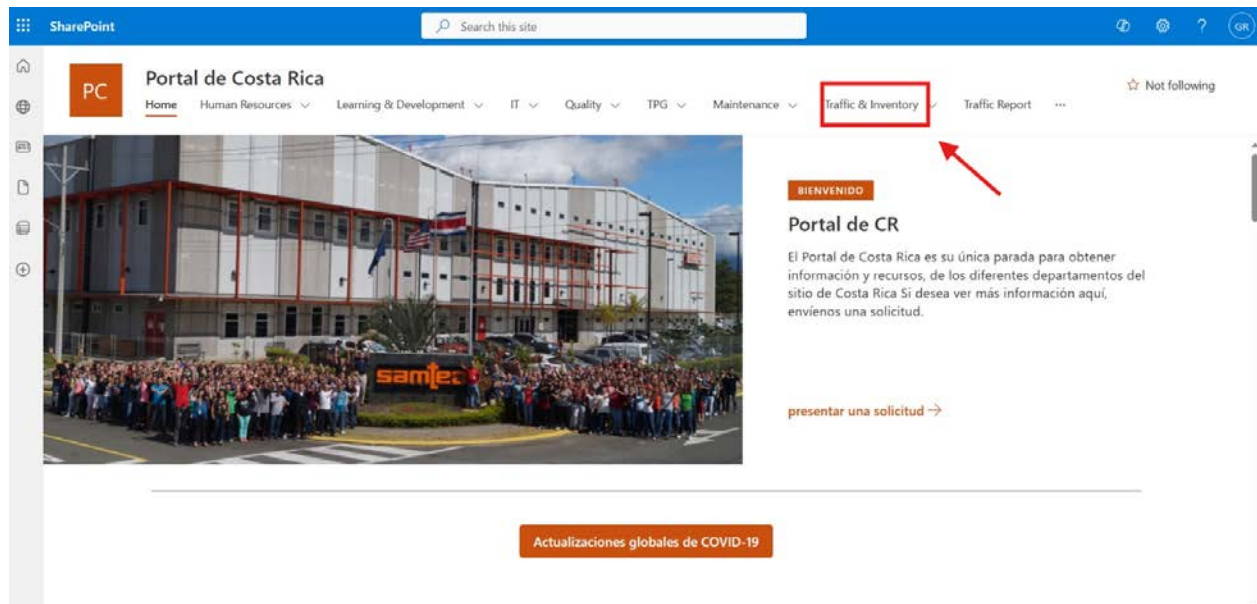 SharePoint
Search this site
GR
PC
Portal de Costa Rica
Not following
Home Human Resources Learning & Development IT Quality TPG Maintenance Traffic & Inventory Traffic Report ...
BIENVENIDO
Portal de CR
El Portal de Costa Rica es su única parada para obtener
información y recursos, de los diferentes departamentos del
sitio de Costa Rica Si desea ver más información aquí,
envíenos una solicitud.
samtec
presentar una solicitud →
Actualizaciones globales de COVID-19